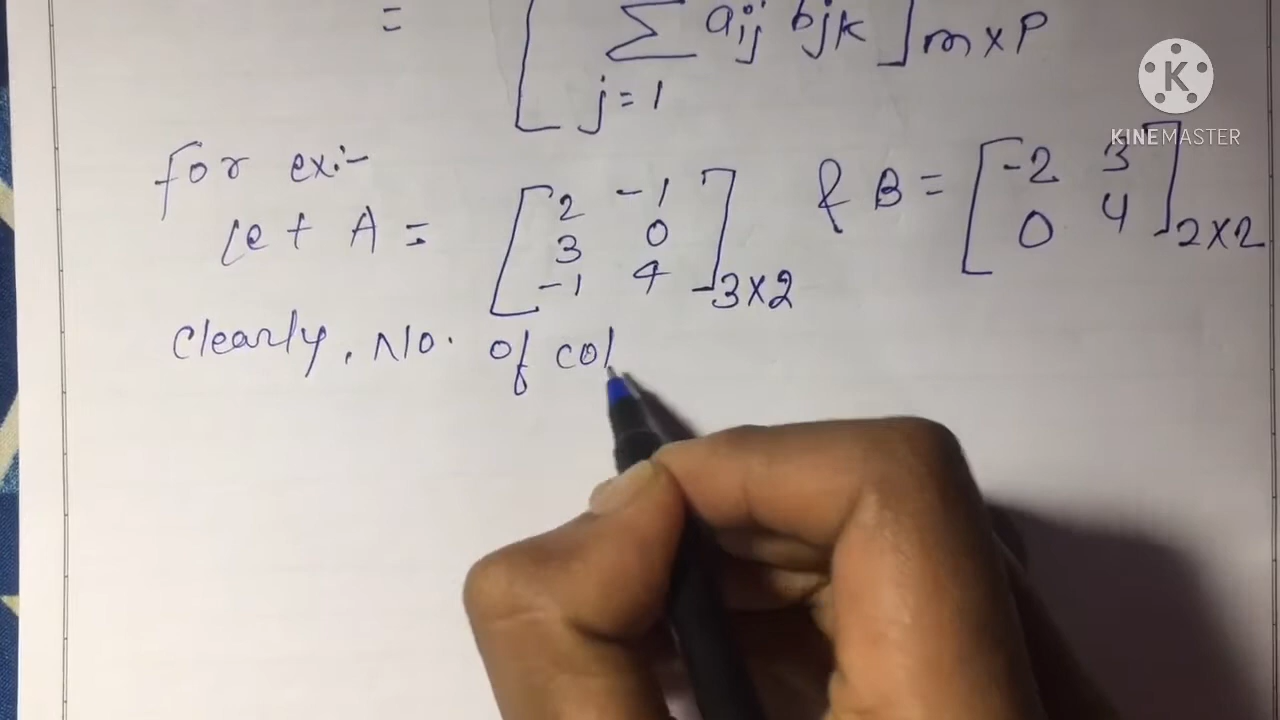 = [ Σ aij bjk ] m×p
j=1
K
KINEMASTER
for ex:-
Let A = [ 2 -1
3 0
-1 4 ] 3×2 & B = [ -2 3
0 4 ] 2×2
Clearly, No. of col